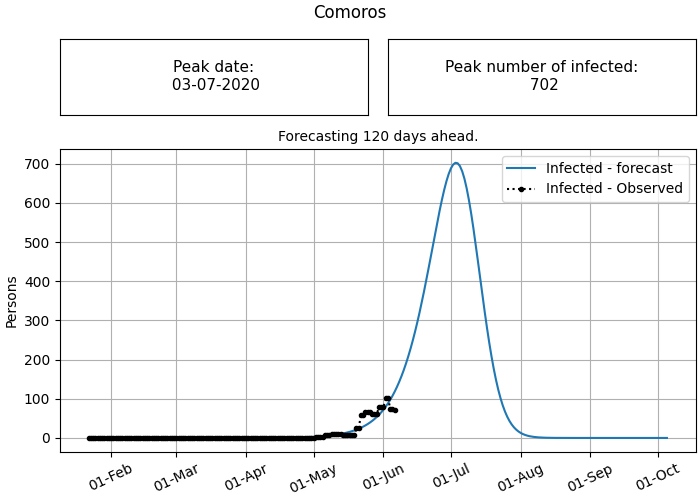 Comoros
Peak date:
03-07-2020
Peak number of infected:
702
Forecasting 120 days ahead.
Infected - forecast
Infected - Observed
Persons
700
600
500
400
300
200
100
0
01-Feb
01-Mar
01-Apr
01-May
01-Jun
01-Jul
01-Aug
01-Sep
01-Oct